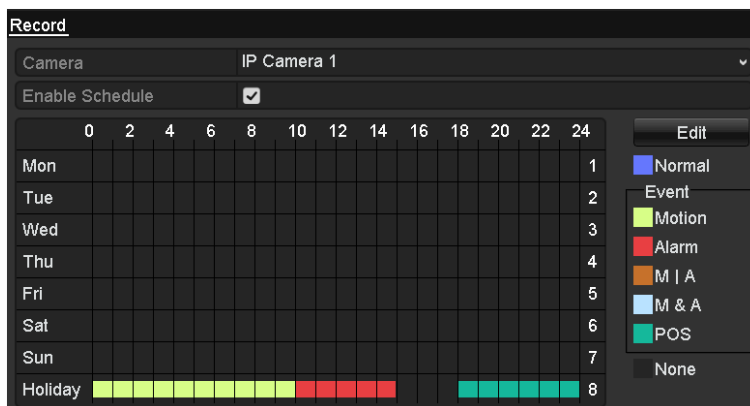 Record
Camera IP Camera 1
Enable Schedule
0 2 4 6 8 10 12 14 16 18 20 22 24 Edit
Mon 1 Normal
Tue 2 Event
Wed 3 Motion
Thu 4 Alarm
Fri 5 M | A
Sat 6 M & A
Sun 7 POS
Holiday 8 None